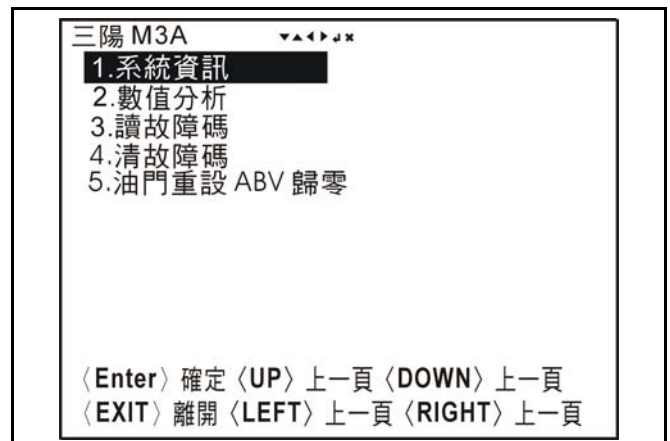 三陽 M3A ▼▲◀▶↲✖
1.系統資訊
2.數值分析
3.讀故障碼
4.清故障碼
5.油門重設 ABV 歸零
〈Enter〉確定〈UP〉上一頁〈DOWN〉上一頁
〈EXIT〉離開〈LEFT〉上一頁〈RIGHT〉上一頁